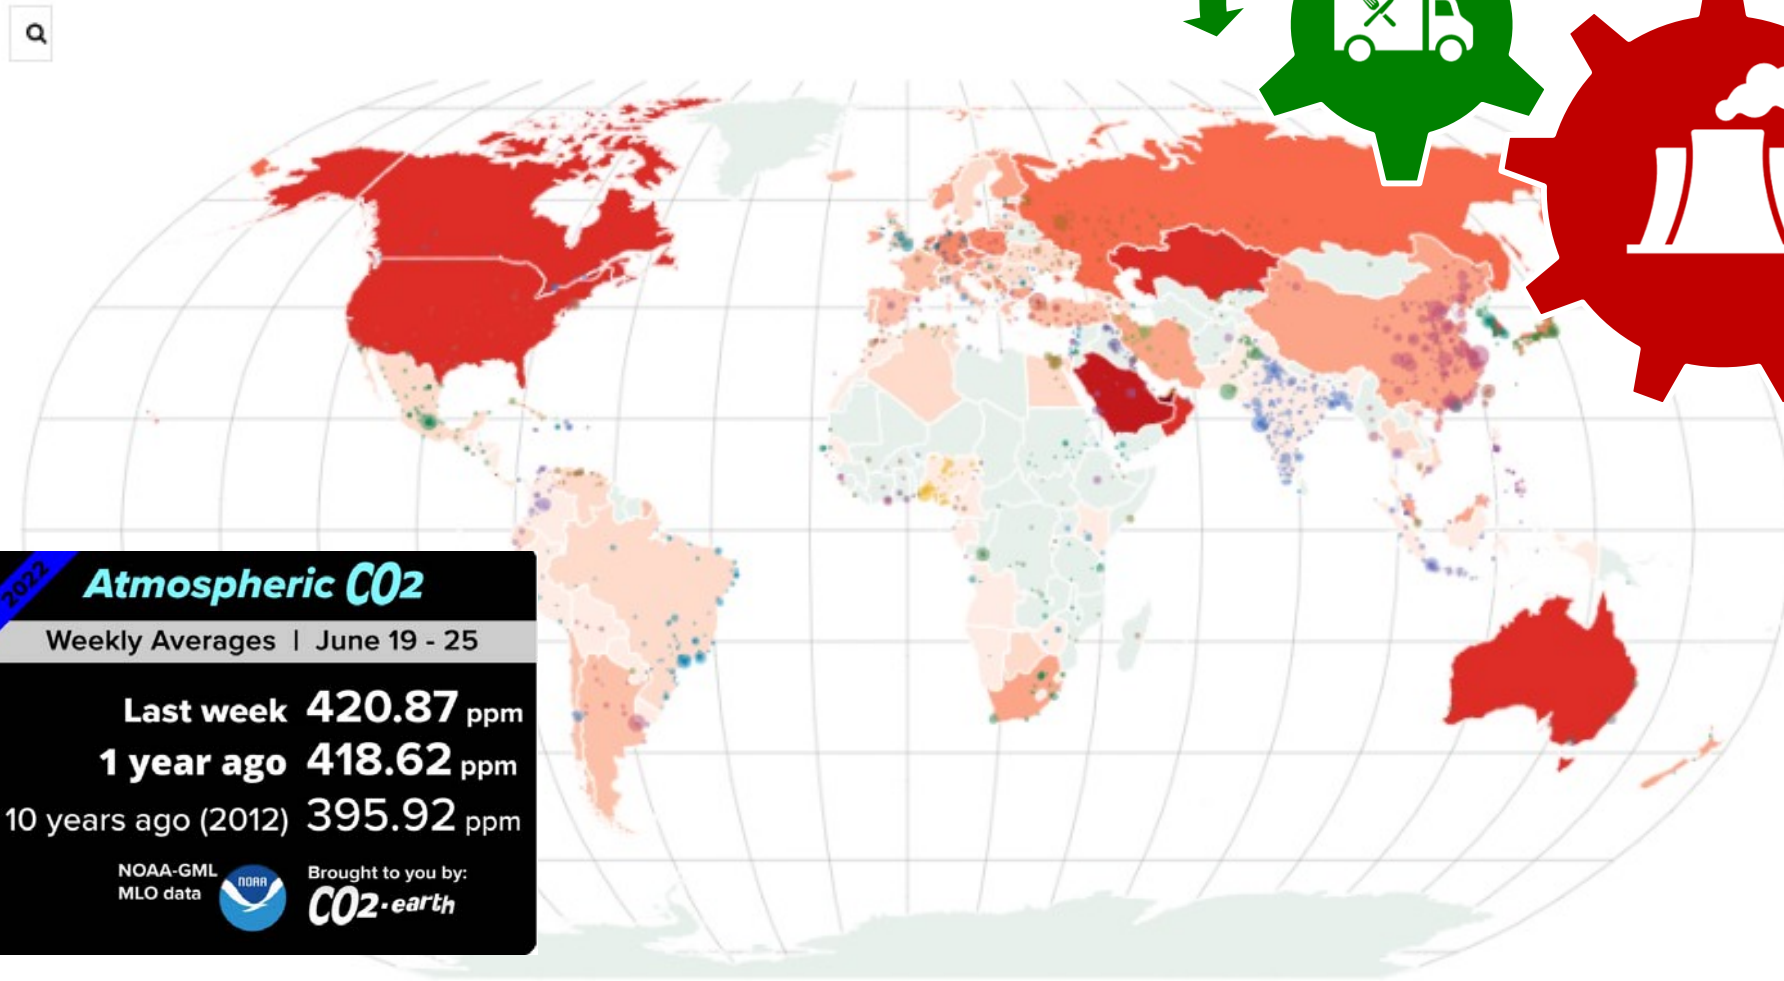 2022
Atmospheric CO2
Weekly Averages | June 19 - 25
Last week 420.87 ppm
1 year ago 418.62 ppm
10 years ago (2012) 395.92 ppm
NOAA-GML
MLO data
NOAA
Brought to you by:
CO2·earth